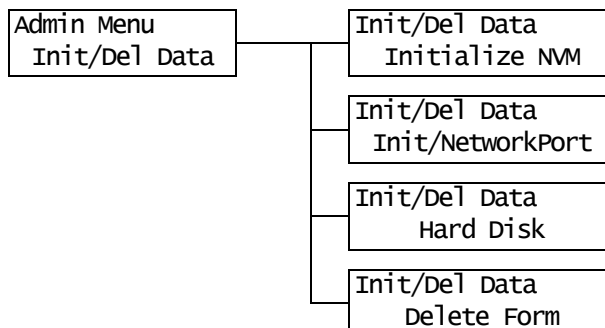 Admin Menu
Init/Del Data
Init/Del Data
Initialize NVM
Init/Del Data
Init/NetworkPort
Init/Del Data
Hard Disk
Init/Del Data
Delete Form